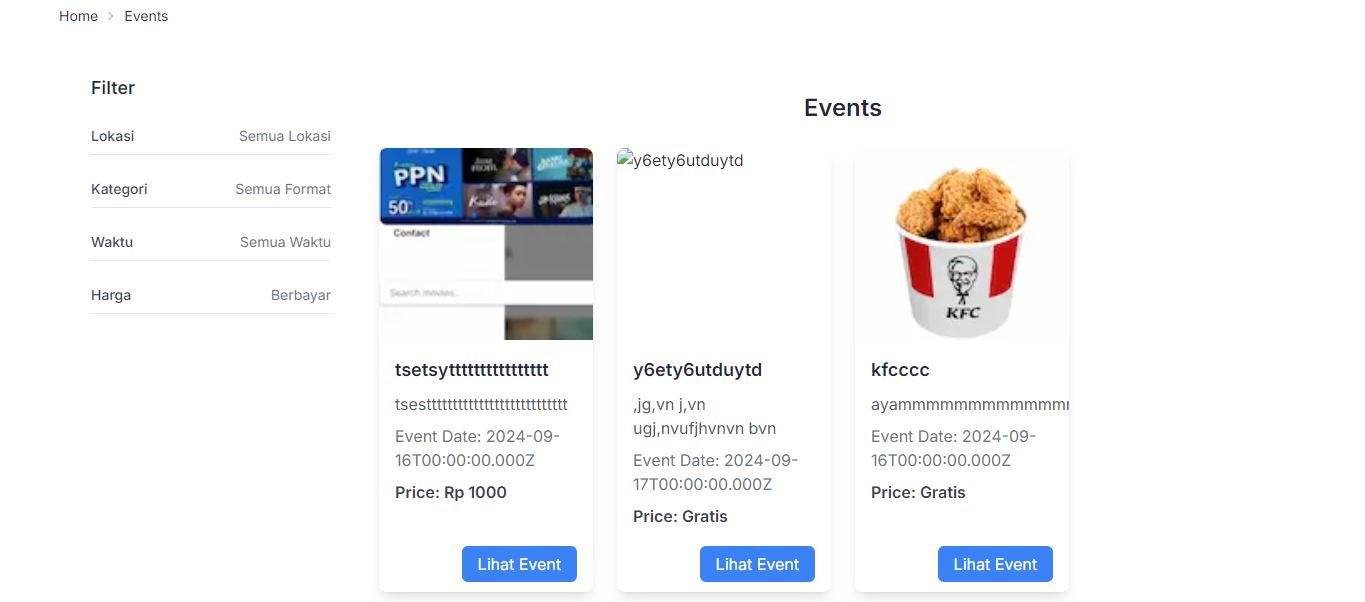 Home > Events
Filter
Lokasi Semua Lokasi
Kategori Semua Format
Waktu Semua Waktu
Harga Berbayar
Events
PPN
50%
Contact
Search movies...
tsetsyttttttttttttttttt
tsesttttttttttttttttttttttttttt
Event Date: 2024-09-
16T00:00:00.000Z
Price: Rp 1000
Lihat Event
y6ety6utduytd
y6ety6utduytd
,jg,vn j,vn
ugj,nvufjhvnvn bvn
Event Date: 2024-09-
17T00:00:00.000Z
Price: Gratis
Lihat Event
KFC
kfcccc
ayammmmmmmmmmmmm
Event Date: 2024-09-
16T00:00:00.000Z
Price: Gratis
Lihat Event